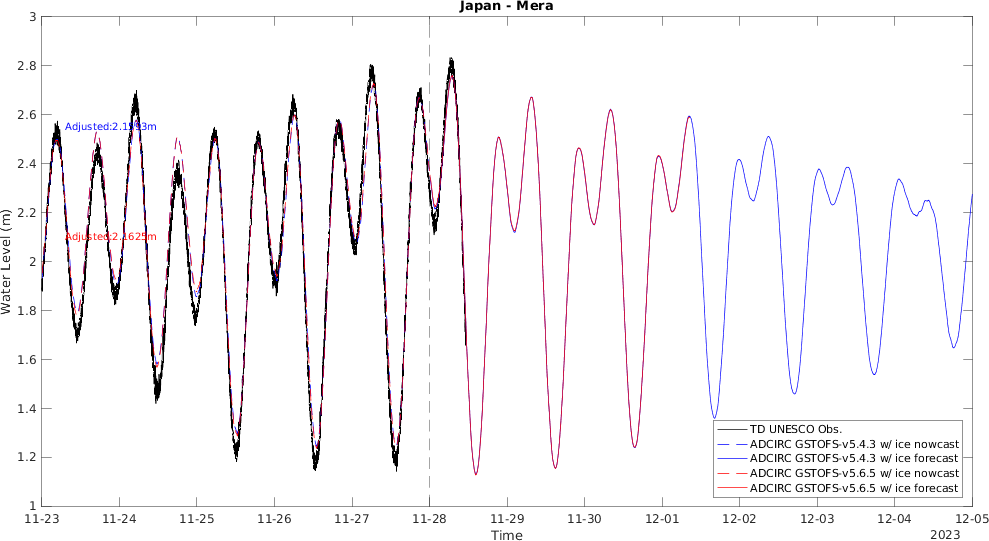 Japan - Mera
3
2.8
2.6
2.4
2.2
2
1.8
1.6
1.4
1.2
1
Water Level (m)
Adjusted:2.1593m
Adjusted:2.1625m
TD UNESCO Obs.
ADCIRC GSTOFS-v5.4.3 w/ ice nowcast
ADCIRC GSTOFS-v5.4.3 w/ ice forecast
ADCIRC GSTOFS-v5.6.5 w/ ice nowcast
ADCIRC GSTOFS-v5.6.5 w/ ice forecast
11-23 11-24 11-25 11-26 11-27 11-28 11-29 11-30 12-01 12-02 12-03 12-04 12-05
Time
2023